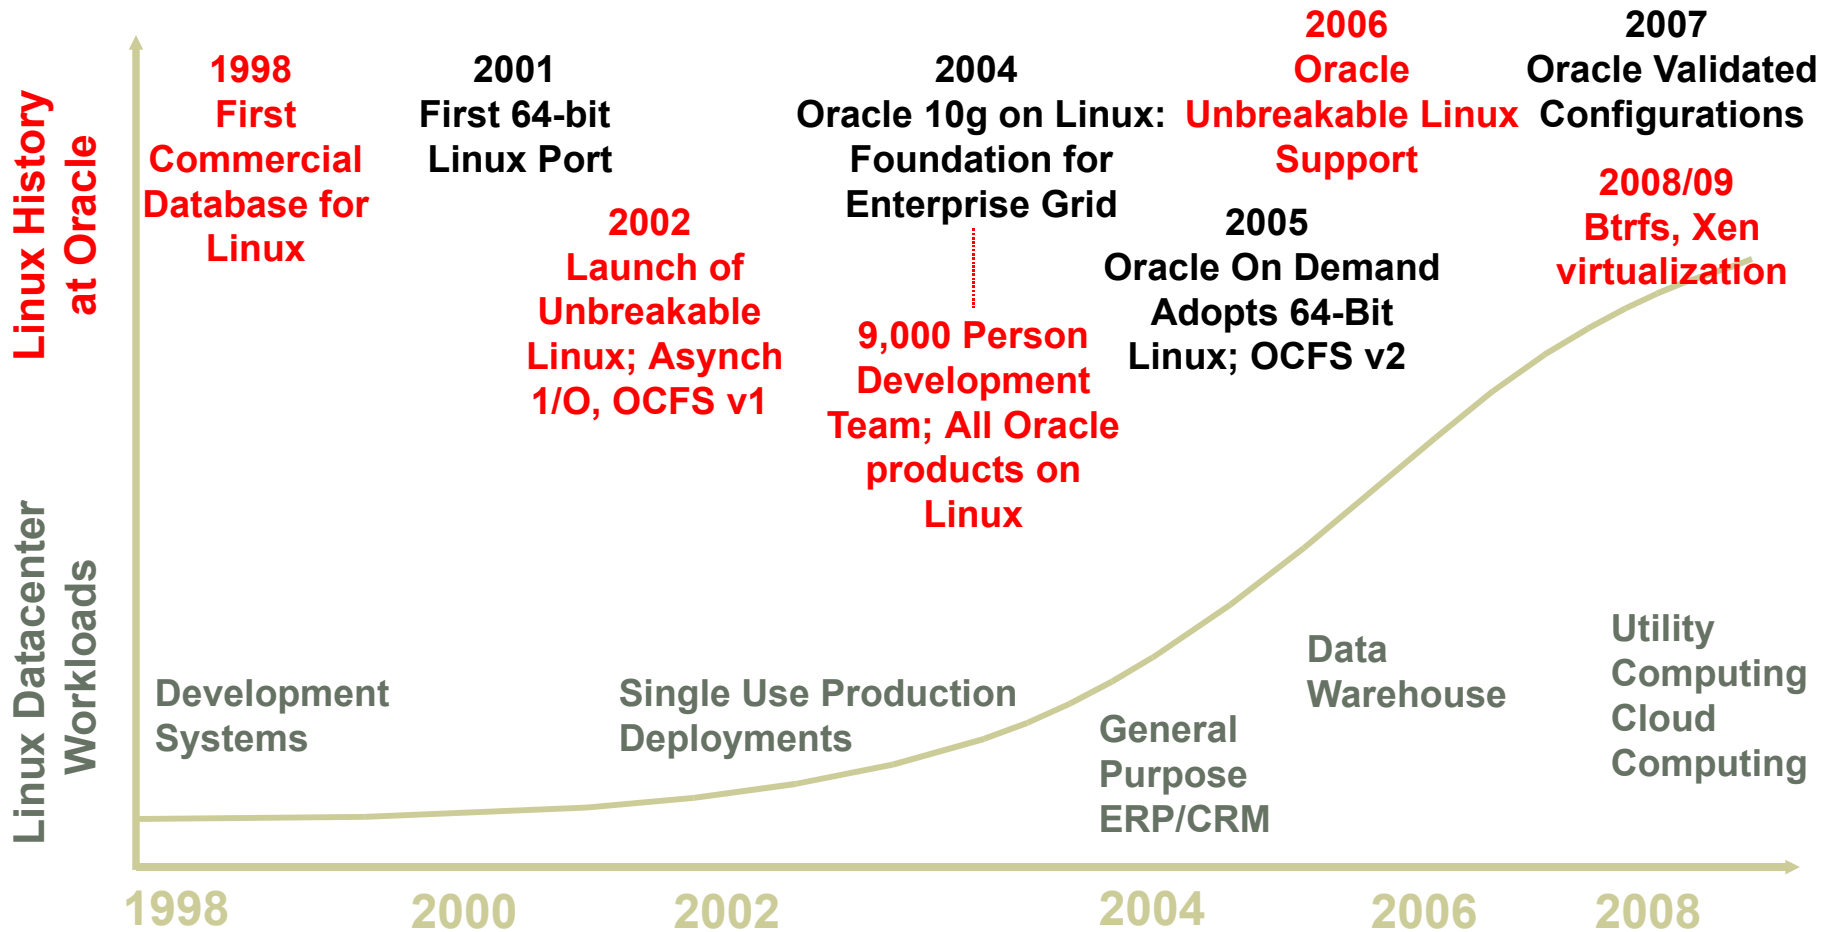 Linux History
at Oracle
1998
First
Commercial
Database for
Linux
2001
First 64-bit
Linux Port
2002
Launch of
Unbreakable
Linux; Asynch
1/O, OCFS v1
2004
Oracle 10g on Linux:
Foundation for
Enterprise Grid
9,000 Person
Development
Team; All Oracle
products on
Linux
2005
Oracle On Demand
Adopts 64-Bit
Linux; OCFS v2
2006
Oracle
Unbreakable Linux
Support
2007
Oracle Validated
Configurations
2008/09
Btrfs, Xen
virtualization
Linux Datacenter
Workloads
Development
Systems
Single Use Production
Deployments
General
Purpose
ERP/CRM
Data
Warehouse
Utility
Computing
Cloud
Computing
1998
2000
2002
2004
2006
2008